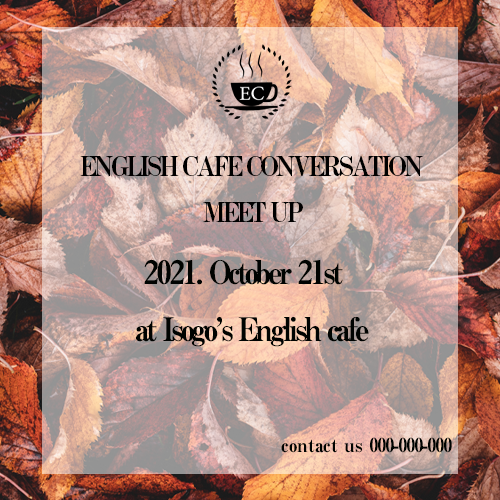 EC
ENGLISH CAFE CONVERSATION
MEET UP
2021. October 21st
at Isogo's English cafe
contact us 000-000-000